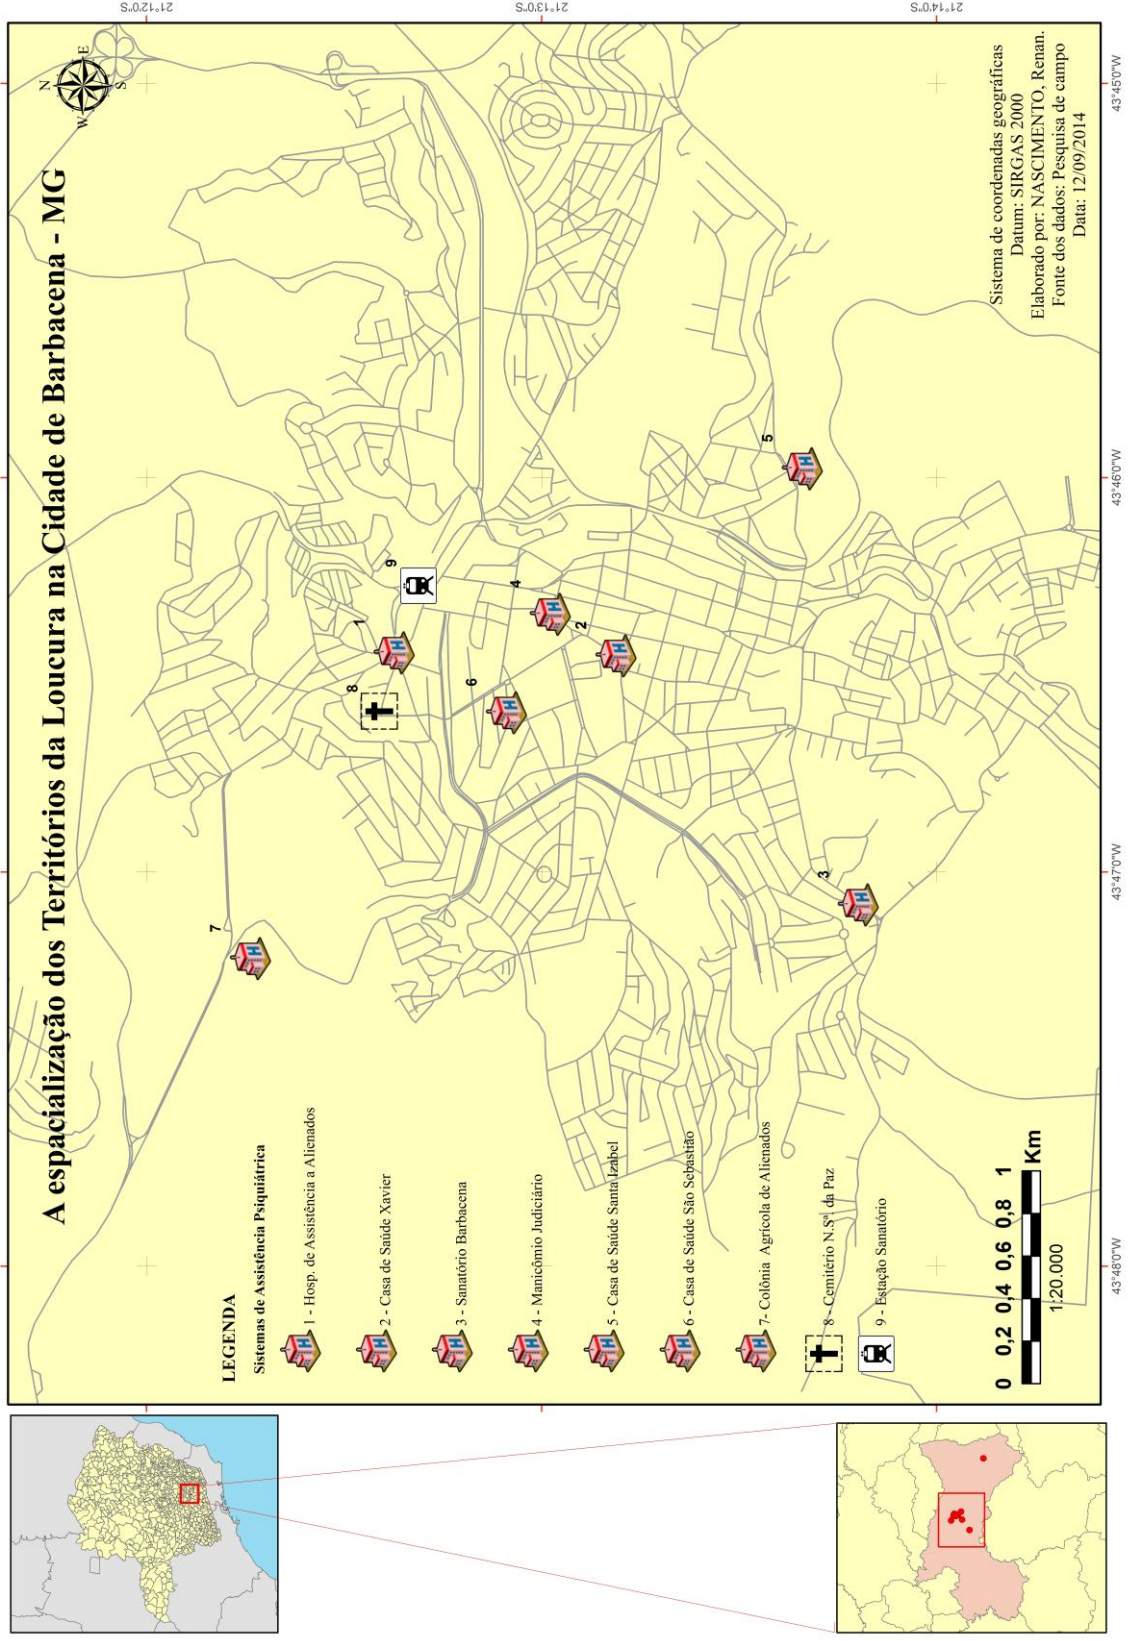 A espacialização dos Territórios da Loucura na Cidade de Barbacena - MG
N
W
E
S
7
8
1
9
6
4
2
5
3
LEGENDA
Sistemas de Assistência Psiquiátrica
1 - Hosp. de Assistência a Alienados
2 - Casa de Saúde Xavier
3 - Sanatório Barbacena
4 - Manicômio Judiciário
5 - Casa de Saúde Santa Izabel
6 - Casa de Saúde São Sebastião
7- Colônia Agrícola de Alienados
8 - Cemitério N.Sª. da Paz
9 - Estação Sanatório
0 0,2 0,4 0,6 0,8 1
Km
1:20.000
Sistema de coordenadas geográficas
Datum: SIRGAS 2000
Elaborado por: NASCIMENTO, Renan.
Fonte dos dados: Pesquisa de campo
Data: 12/09/2014
43°48'0"W
43°47'0"W
43°46'0"W
43°45'0"W
21°12'0"S
21°13'0"S
21°14'0"S
H
H
H
H
H
H
H
H
H
H
H
H
H
H